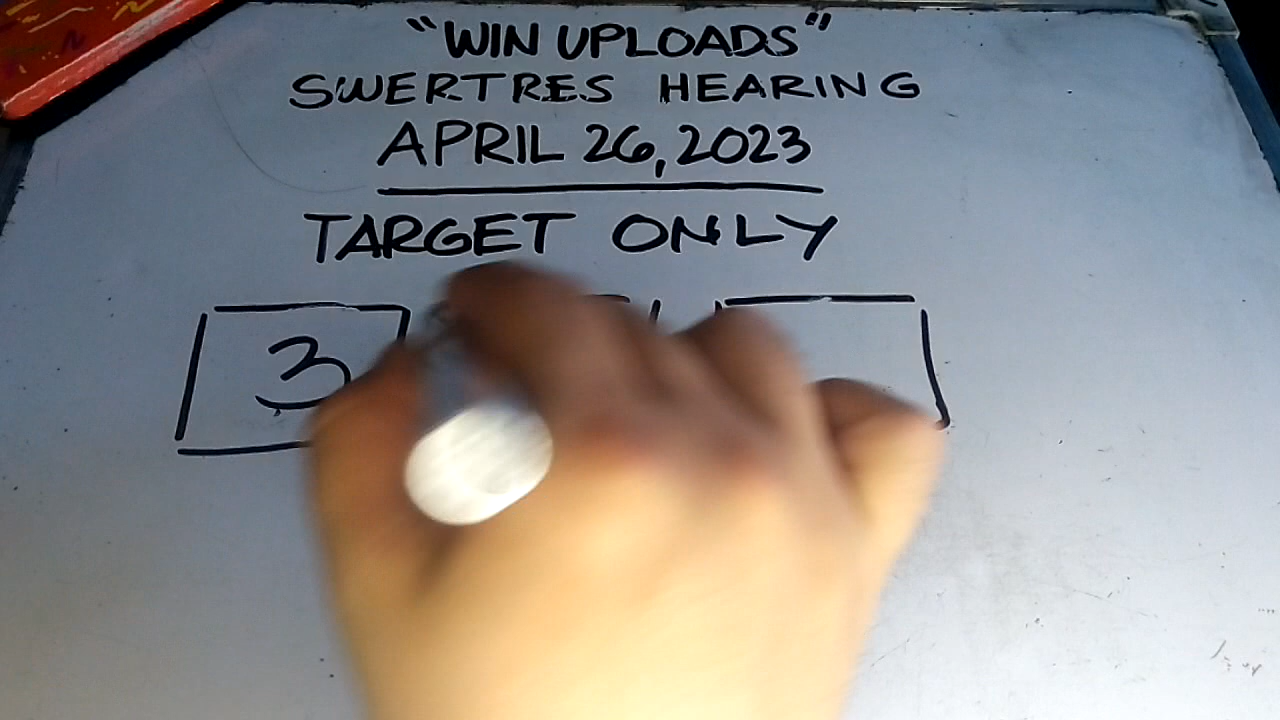 "WIN UPLOADS"
SWERTRES HEARING
APRIL 26, 2023
TARGET ONLY
3